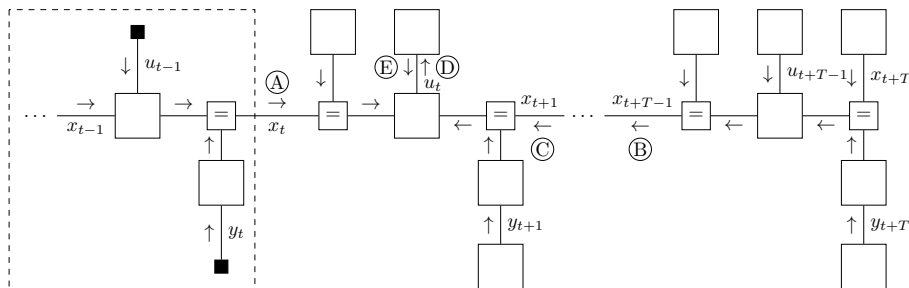 u_{t−1}
Ⓔ ↓ ↑ Ⓓ
u_t
u_{t+T−1}
x_{t+T}
Ⓐ
⋯ → x_{t−1} → = → x_t = → ← = x_{t+1} ← ⋯ x_{t+T−1} ← = ← ← =
Ⓒ
Ⓑ
y_t
y_{t+1}
y_{t+T}